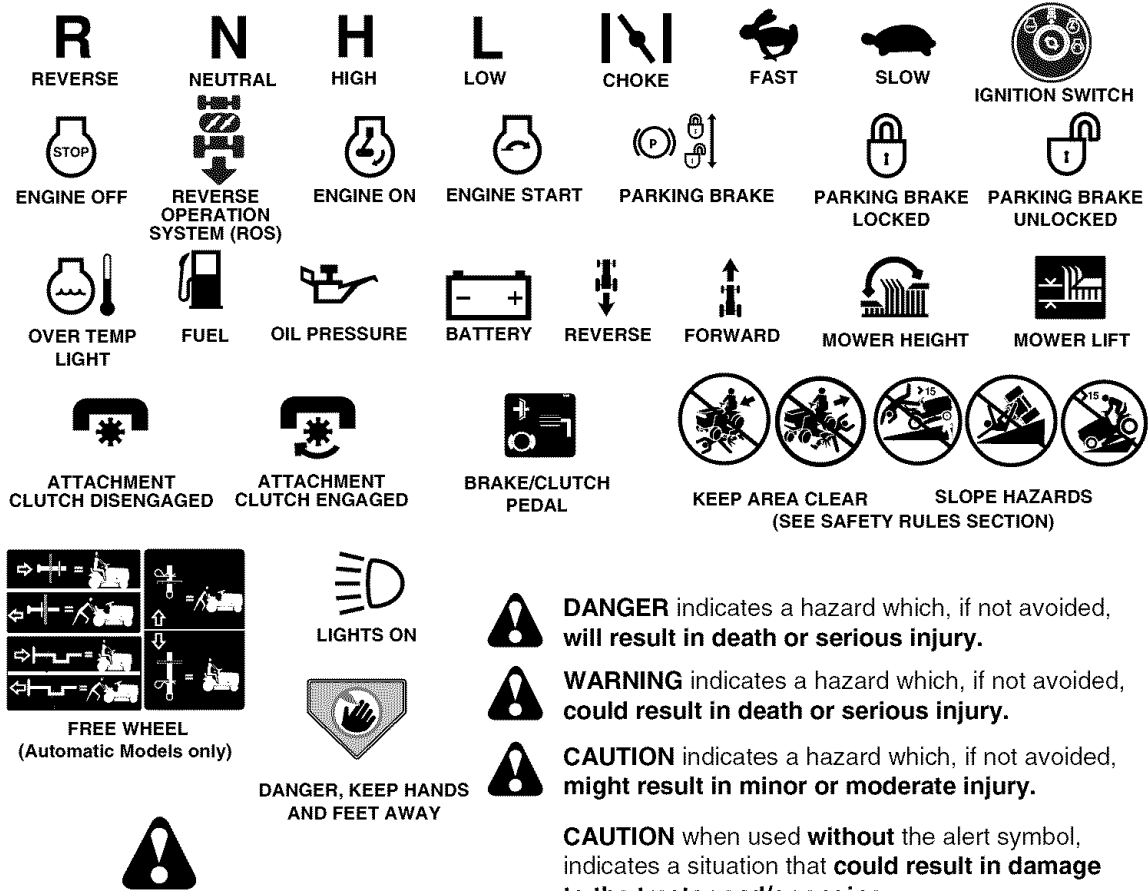 R N H L
REVERSE NEUTRAL HIGH LOW CHOKE FAST SLOW IGNITION SWITCH
STOP P
ENGINE OFF REVERSE OPERATION SYSTEM (ROS) ENGINE ON ENGINE START PARKING BRAKE PARKING BRAKE LOCKED PARKING BRAKE UNLOCKED
OVER TEMP LIGHT FUEL OIL PRESSURE BATTERY REVERSE FORWARD MOWER HEIGHT MOWER LIFT
>15 >15
ATTACHMENT CLUTCH DISENGAGED
ATTACHMENT CLUTCH ENGAGED
BRAKE/CLUTCH PEDAL
KEEP AREA CLEAR SLOPE HAZARDS
(SEE SAFETY RULES SECTION)
FREE WHEEL
(Automatic Models only)
LIGHTS ON
DANGER, KEEP HANDS
AND FEET AWAY
DANGER indicates a hazard which, if not avoided,
will result in death or serious injury.
WARNING indicates a hazard which, if not avoided,
could result in death or serious injury.
CAUTION indicates a hazard which, if not avoided,
might result in minor or moderate injury.
CAUTION when used without the alert symbol,
indicates a situation that could result in damage